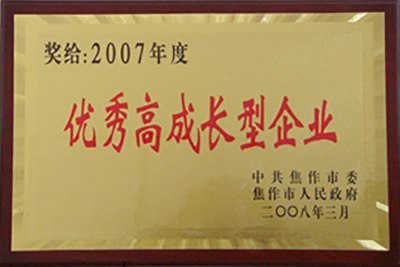 奖给:2007年度
优秀高成长型企业
中共焦作市委
焦作市人民政府
二〇〇八年三月